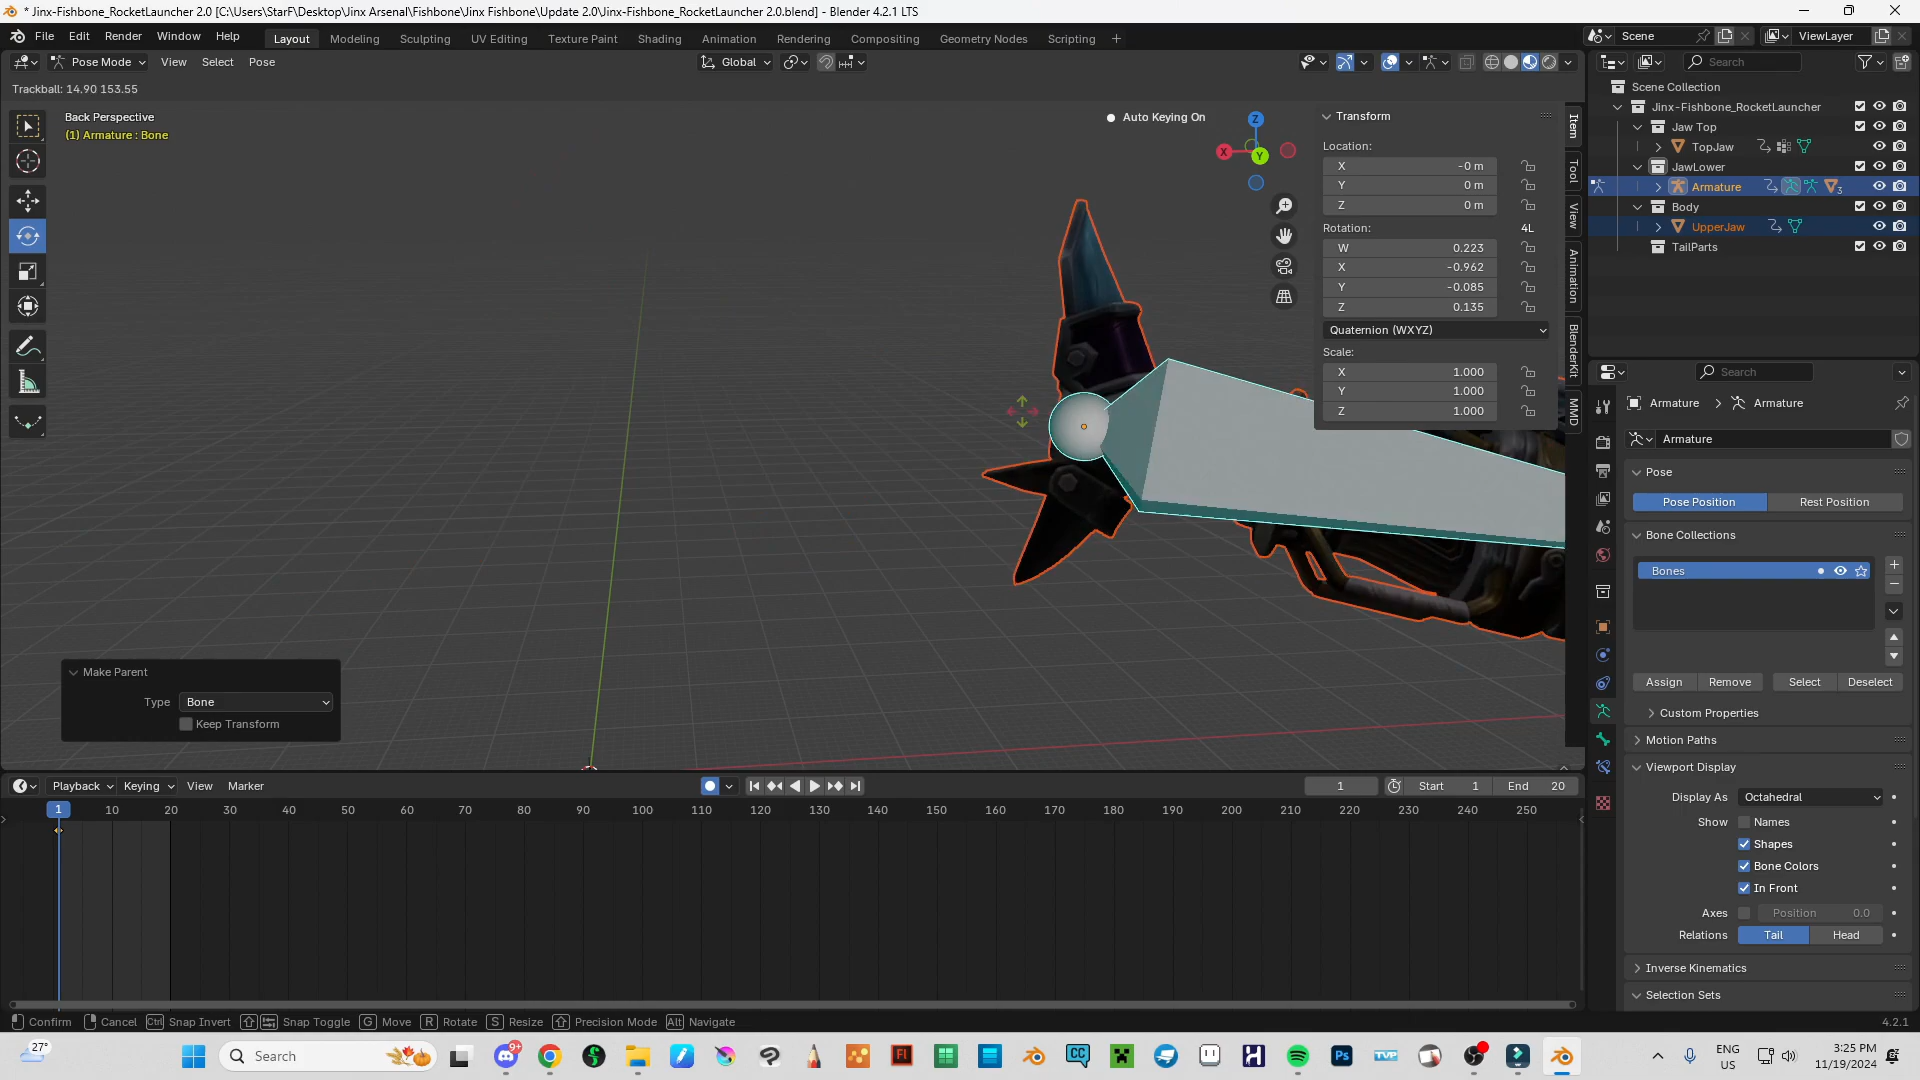 * Jinx-Fishbone_RocketLauncher 2.0 [C:\Users\StarF\Desktop\Jinx Arsenal\Fishbone\Jinx Fishbone\Update 2.0\Jinx-Fishbone_RocketLauncher 2.0.blend] - Blender 4.2.1 LTS
File Edit Render Window Help Layout Modeling Sculpting UV Editing Texture Paint Shading Animation Rendering Compositing Geometry Nodes Scripting + Scene ViewLayer
Pose Mode View Select Pose Global Search
Trackball: 14.90 153.55
Back Perspective
(1) Armature : Bone
Auto Keying On
Z
X
Y
Transform
Location:
X -0 m
Y 0 m
Z 0 m
Rotation: 4L
W 0.223
X -0.962
Y -0.085
Z 0.135
Quaternion (WXYZ)
Scale:
X 1.000
Y 1.000
Z 1.000
Item
Tool
View
Animation
BlenderKit
MMD
Scene Collection
Jinx-Fishbone_RocketLauncher
Jaw Top
TopJaw
JawLower
Armature 3
Body
UpperJaw
TailParts
Search
Armature > Armature
Armature
Pose
Pose Position Rest Position
Bone Collections
Bones
Assign Remove Select Deselect
Custom Properties
Motion Paths
Viewport Display
Display As Octahedral
Show Names
Shapes
Bone Colors
In Front
Axes Position 0.0
Relations Tail Head
Inverse Kinematics
Selection Sets
Make Parent
Type Bone
Keep Transform
Playback Keying View Marker 1 Start 1 End 20
1 10 20 30 40 50 60 70 80 90 100 110 120 130 140 150 160 170 180 190 200 210 220 230 240 250
Confirm Cancel Ctrl Snap Invert Snap Toggle G Move R Rotate S Resize Precision Mode Alt Navigate 4.2.1
27°
Search
9+
Fl
CC
H
Ps
TVP
ENG
US
3:25 PM
11/19/2024